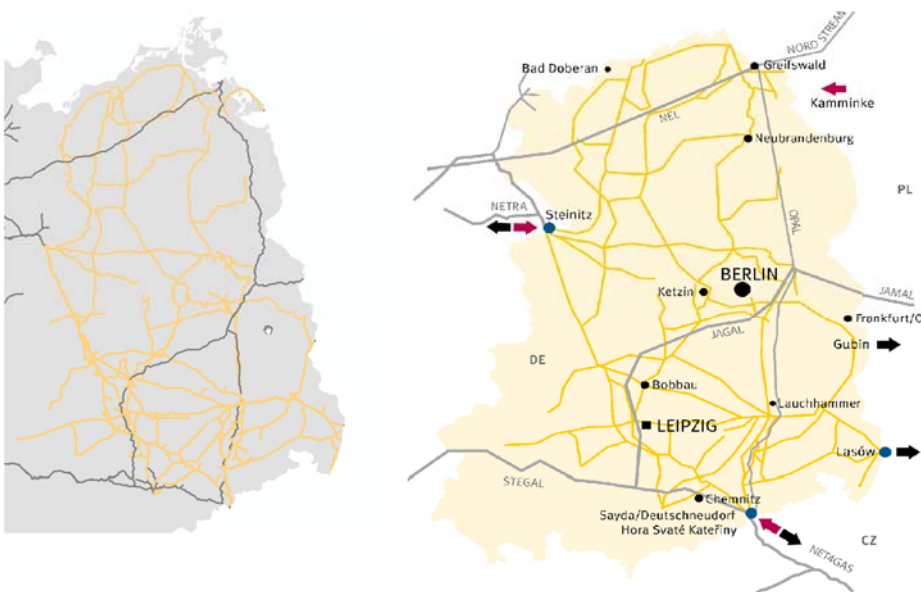 NORD STREAM
Bad Doberan
Greifswald
Kamminke
NEL
Neubrandenburg
PL
NETRA
Steinitz
OPAL
BERLIN
Ketzin
JAMAL
Frankfurt/O
JAGAL
Gubin
DE
Bobbau
Lauchhammer
LEIPZIG
Lasów
STEGAL
Chemnitz
Sayda/Deutschneudorf
Hora Svaté Kateřiny
CZ
NET4GAS